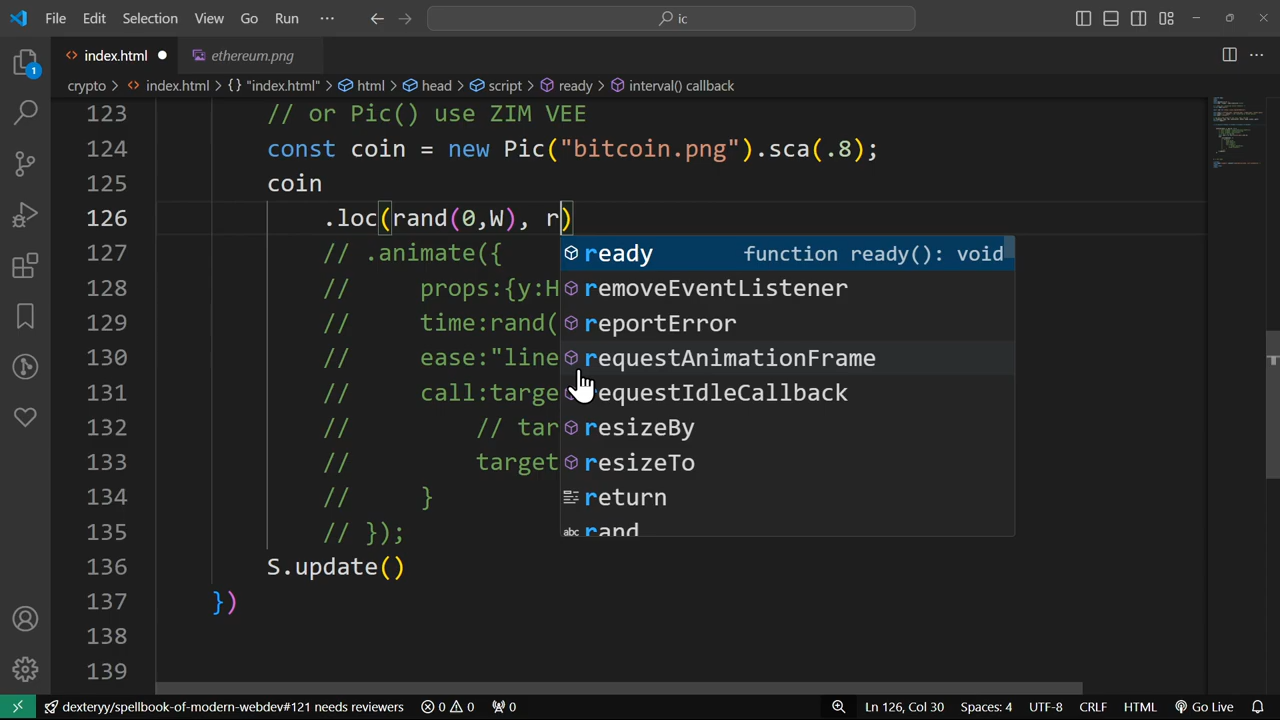 File Edit Selection View Go Run ··· ic
index.html ethereum.png
crypto > index.html > {} "index.html" > html > head > script > ready > interval() callback
1
123 // or Pic() use ZIM VEE
124 const coin = new Pic("bitcoin.png").sca(.8);
125 coin
126 .loc(rand(0,W), r)
127 // .animate({ ready function ready(): void
128 // props:{y:H removeEventListener
129 // time:rand( reportError
130 // ease:"line requestAnimationFrame
131 // call:targe requestIdleCallback
132 // // tar resizeBy
133 // target resizeTo
134 // } return
135 // }); abc rand
136 S.update()
137 })
138
139
dexteryy/spellbook-of-modern-webdev#121 needs reviewers 0 0 0 Ln 126, Col 30 Spaces: 4 UTF-8 CRLF HTML Go Live